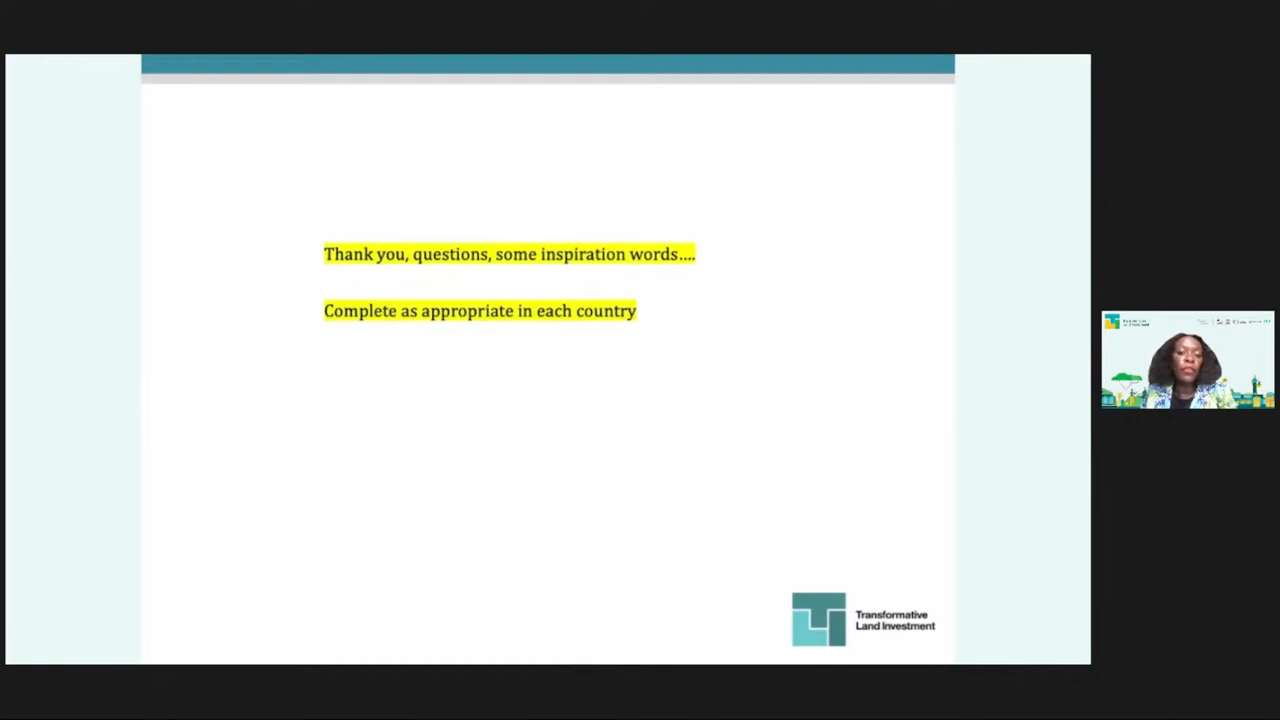 Thank you, questions, some inspiration words....
Complete as appropriate in each country
Transformative
Land Investment